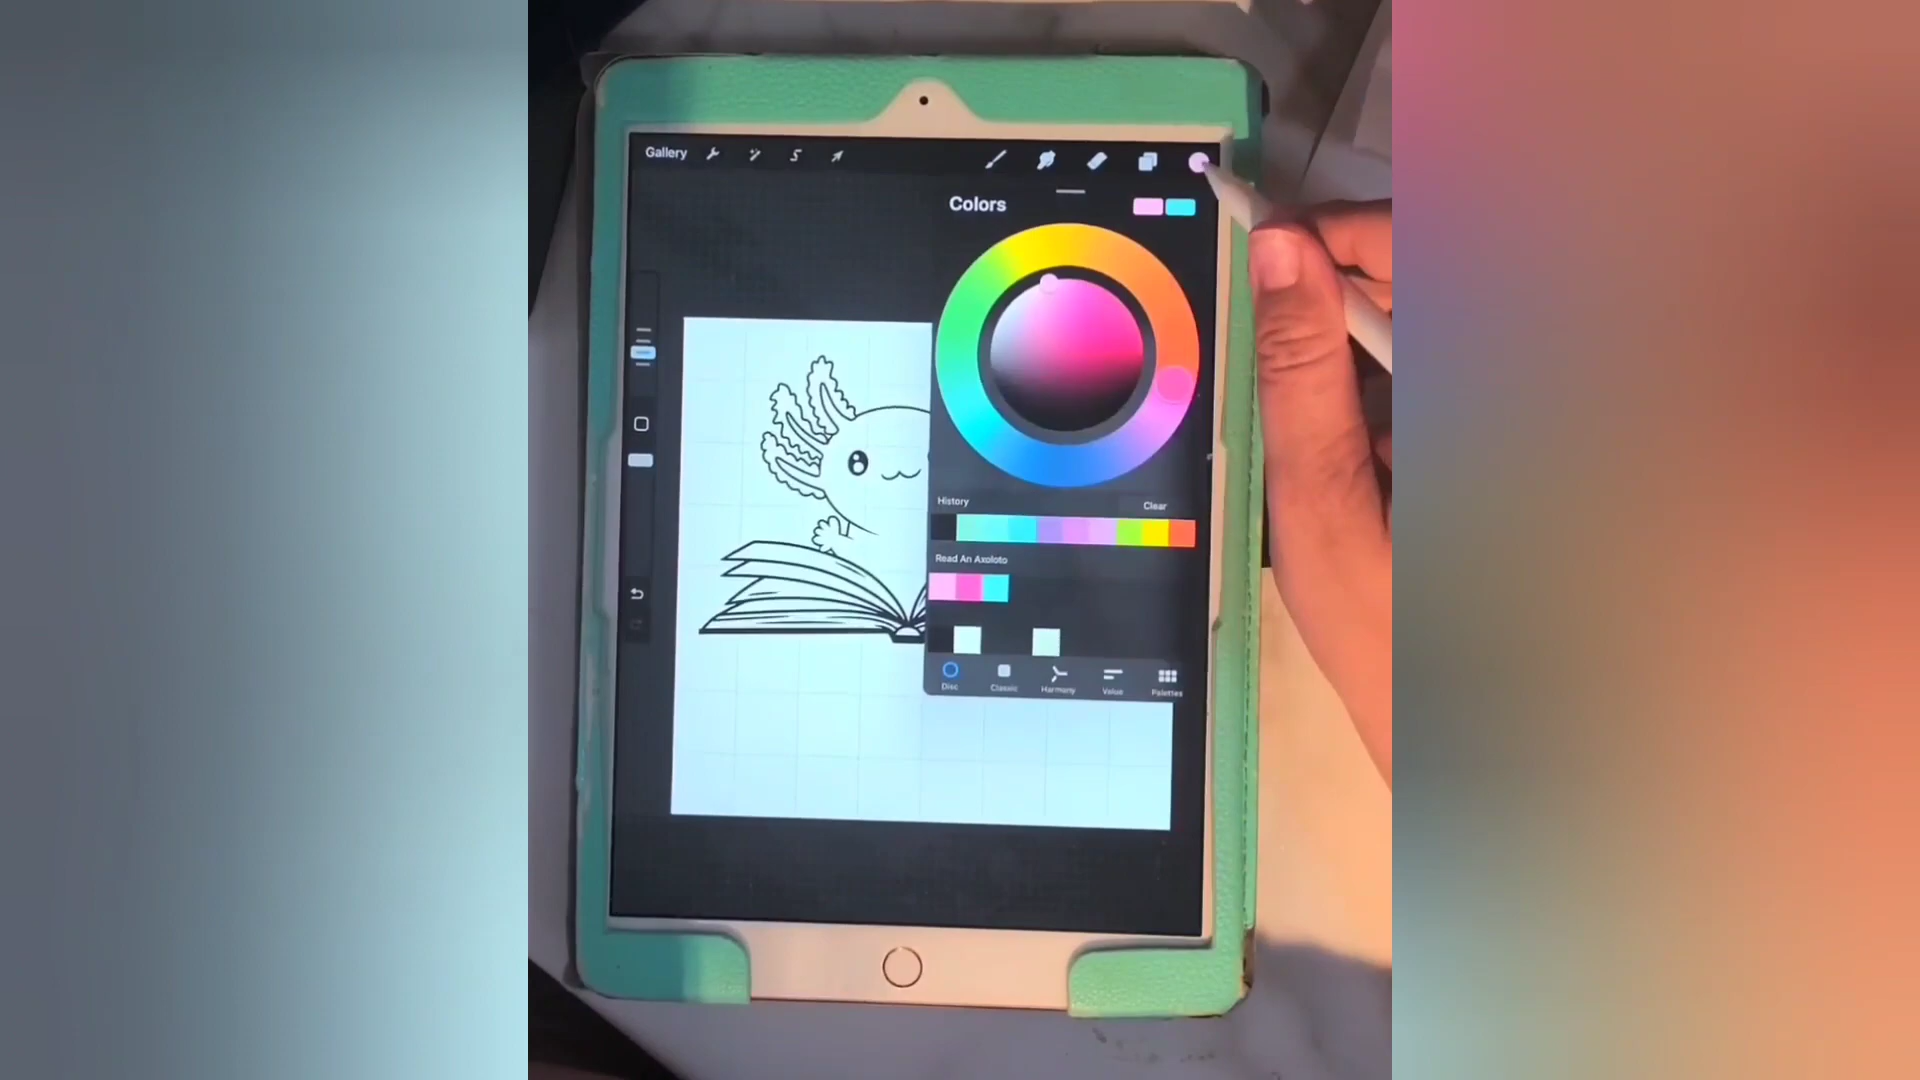 Gallery
Colors
History
Clear
Read An Axoloto
Disc
Classic
Harmony
Value
Palettes